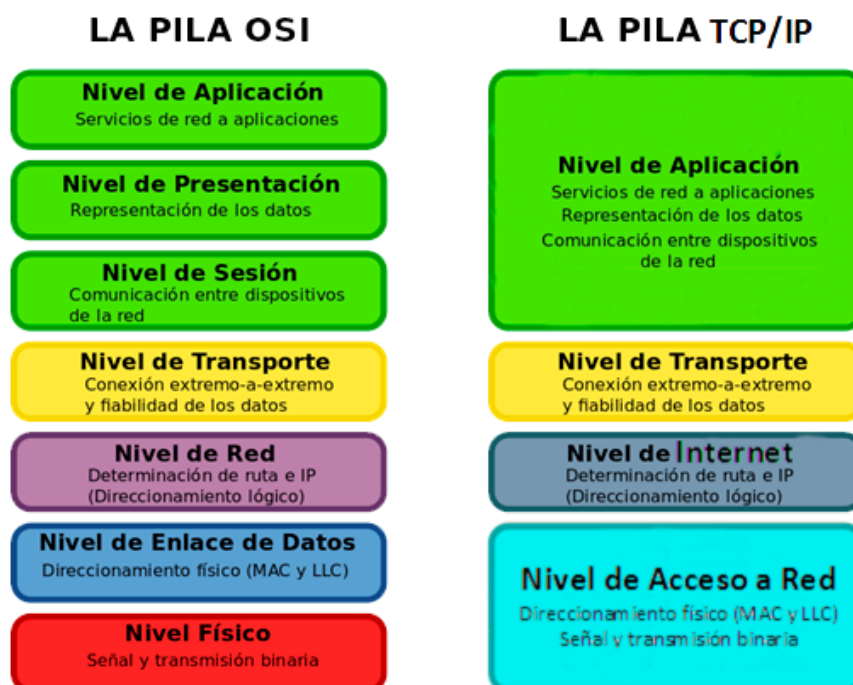 LA PILA OSI
Nivel de Aplicación
Servicios de red a aplicaciones
Nivel de Presentación
Representación de los datos
Nivel de Sesión
Comunicación entre dispositivos
de la red
Nivel de Transporte
Conexión extremo-a-extremo
y fiabilidad de los datos
Nivel de Red
Determinación de ruta e IP
(Direccionamiento lógico)
Nivel de Enlace de Datos
Direccionamiento físico (MAC y LLC)
Nivel Físico
Señal y transmisión binaria
LA PILA TCP/IP
Nivel de Aplicación
Servicios de red a aplicaciones
Representación de los datos
Comunicación entre dispositivos
de la red
Nivel de Transporte
Conexión extremo-a-extremo
y fiabilidad de los datos
Nivel de Internet
Determinación de ruta e IP
(Direccionamiento lógico)
Nivel de Acceso a Red
Direccionamiento físico (MAC y LLC)
Señal y transmisión binaria